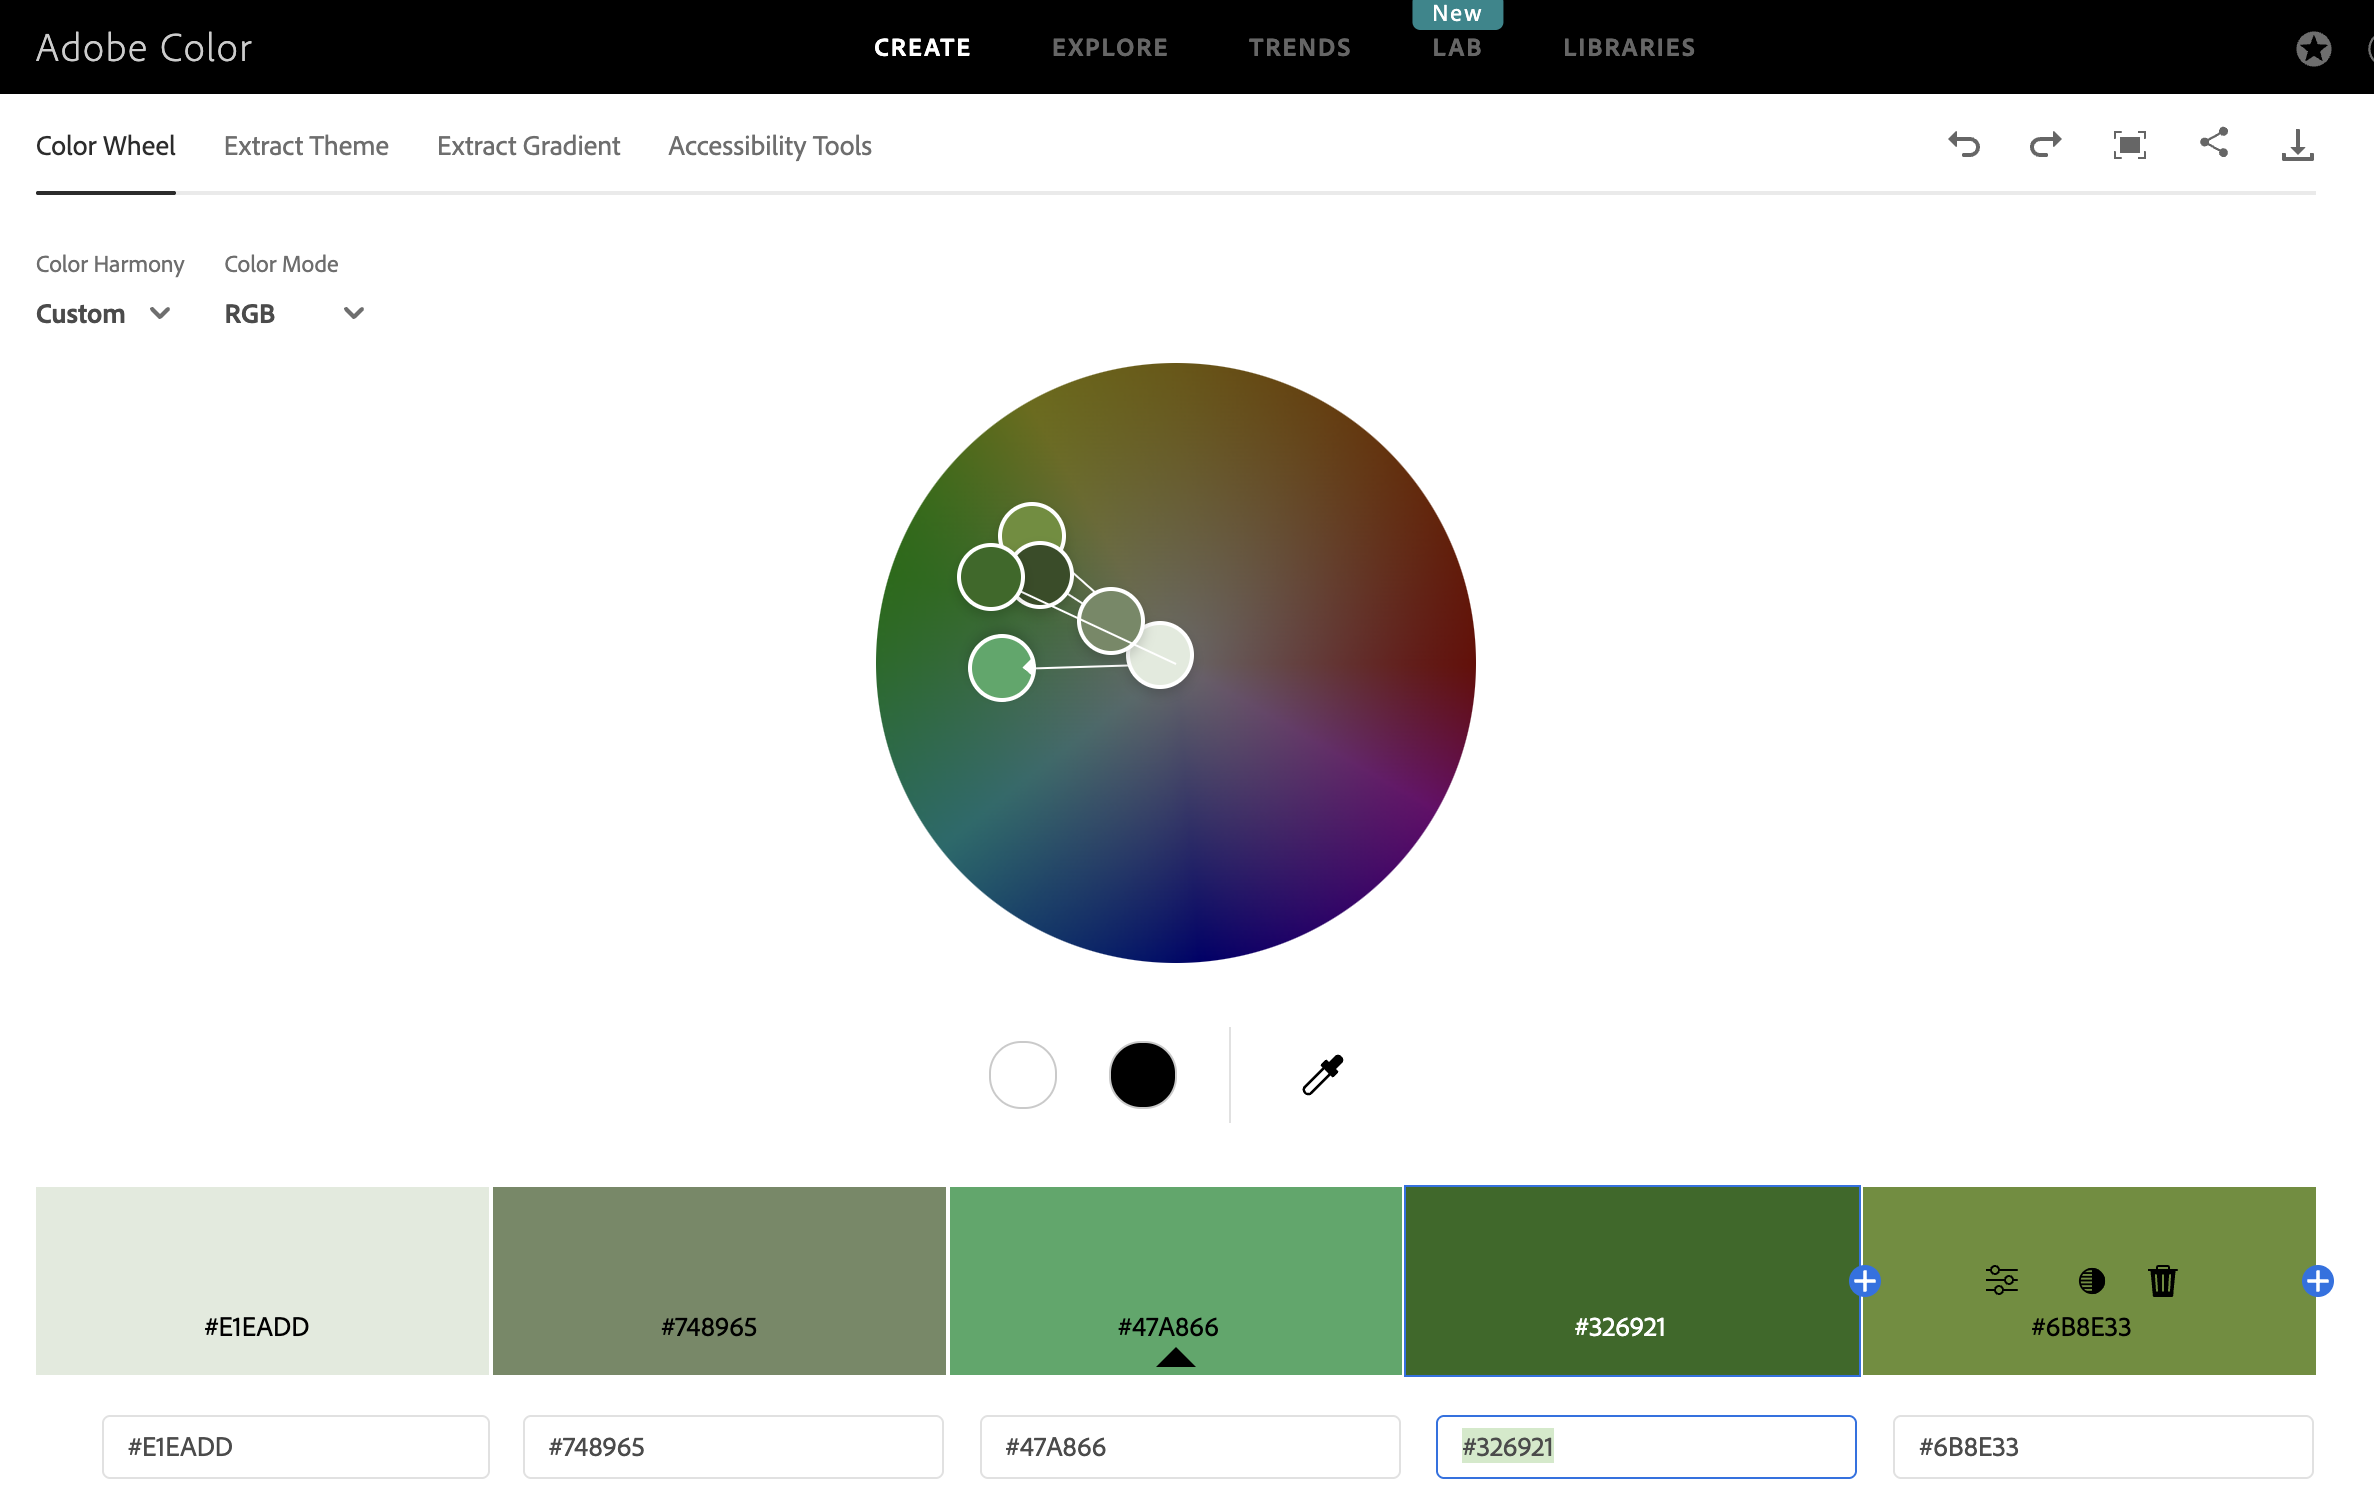 New
Adobe Color CREATE EXPLORE TRENDS LAB LIBRARIES
Color Wheel Extract Theme Extract Gradient Accessibility Tools
Color Harmony Color Mode
Custom RGB
#E1EADD #748965 #47A866 #326921 #6B8E33
#E1EADD #748965 #47A866 #326921 #6B8E33